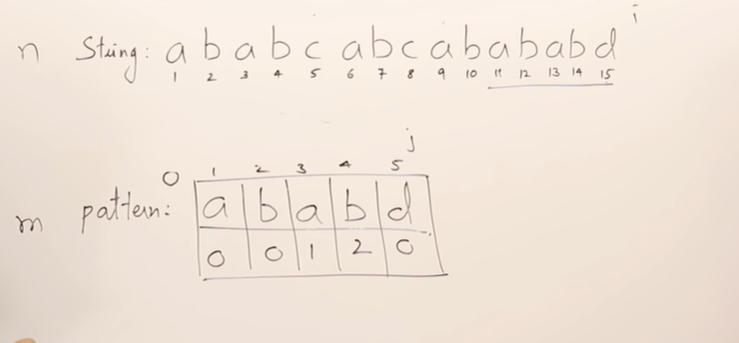 i
n String: a b a b c a b c a b a b a b d
1 2 3 4 5 6 7 8 9 10 11 12 13 14 15
j
0 1 2 3 4 5
m pattern: a b a b d
0 0 1 2 0